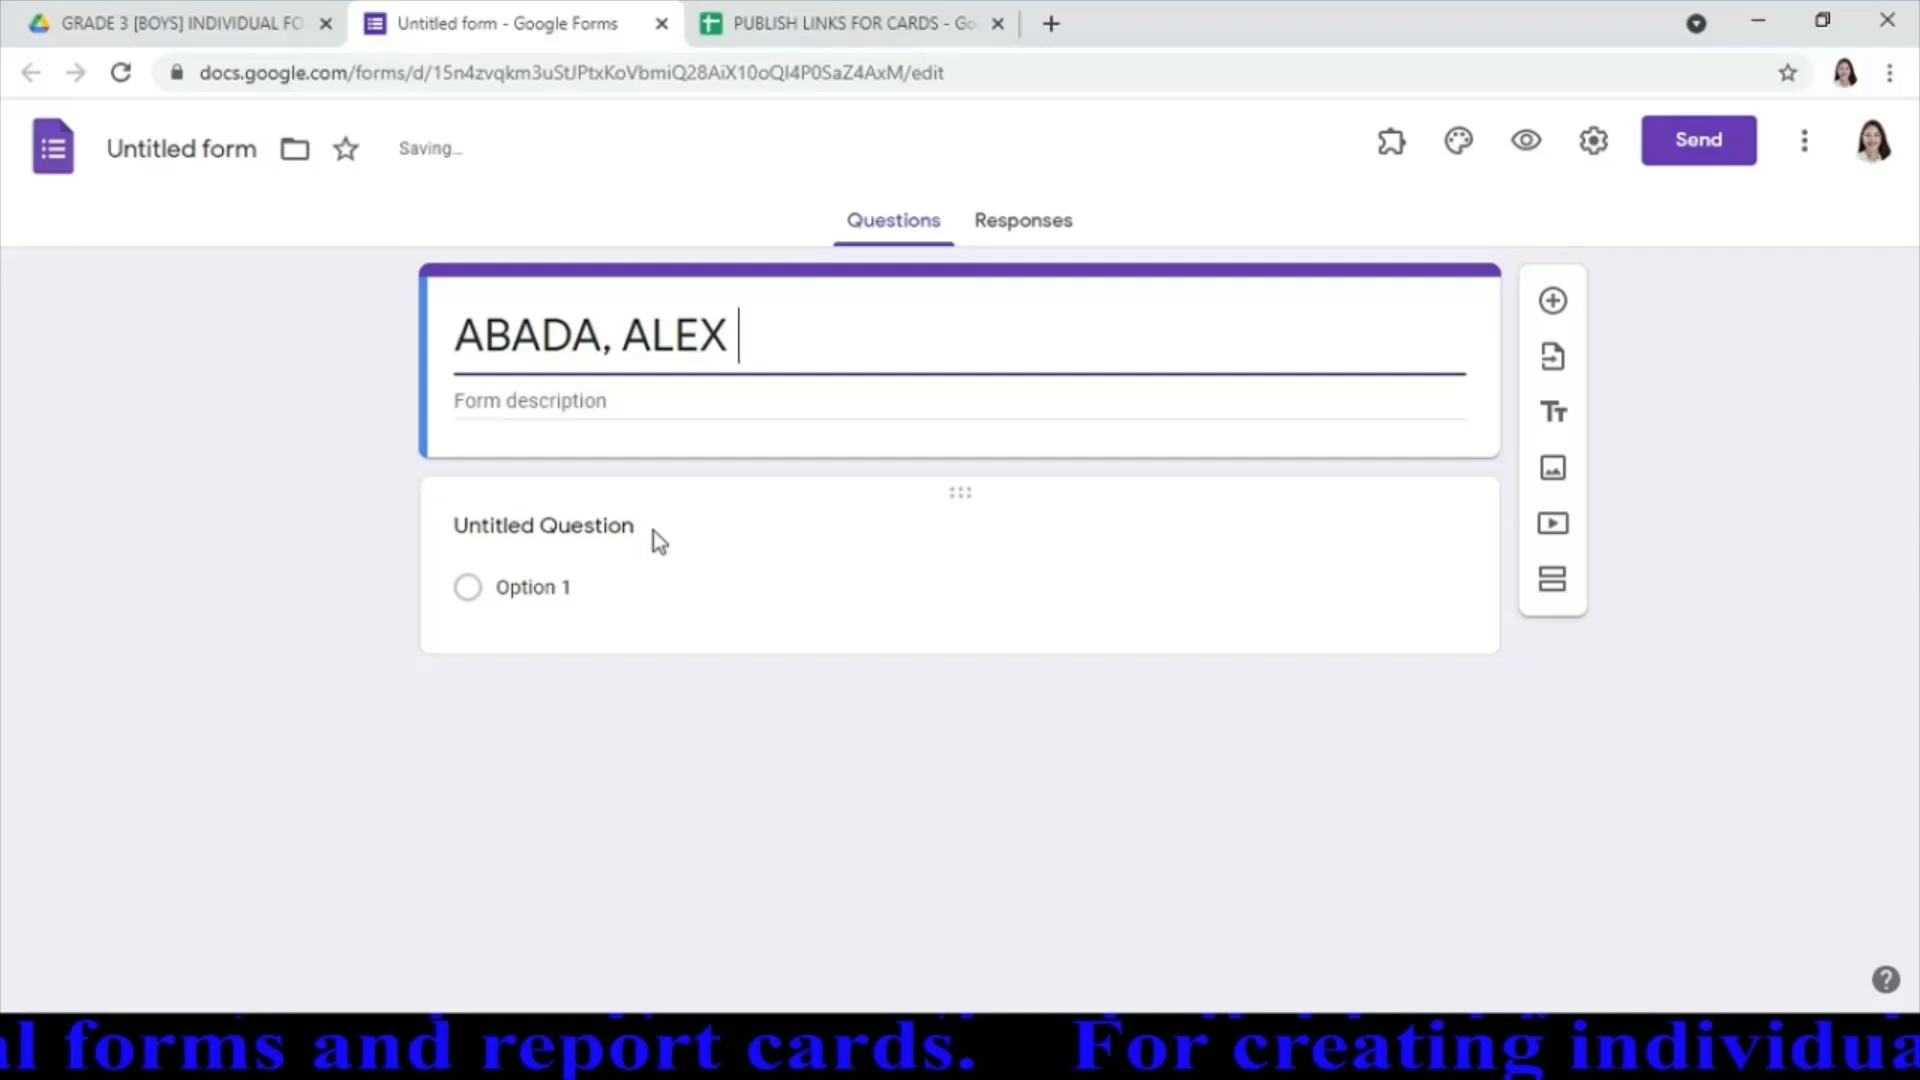 GRADE 3 [BOYS] INDIVIDUAL FO
Untitled form - Google Forms
PUBLISH LINKS FOR CARDS - Go
docs.google.com/forms/d/15n4zvqkm3uStJPtxKoVbmiQ28AiX10oQI4P0SaZ4AxM/edit
Untitled form
Saving...
Send
Questions
Responses
ABADA, ALEX
Form description
Untitled Question
Option 1
forms and report cards. For creating